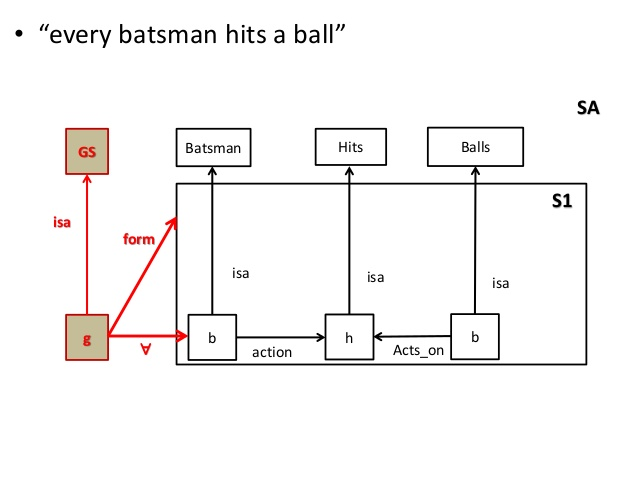 • “every batsman hits a ball”
SA
GS
Batsman
Hits
Balls
S1
isa
form
isa
isa
isa
g
∀
b
action
h
Acts_on
b